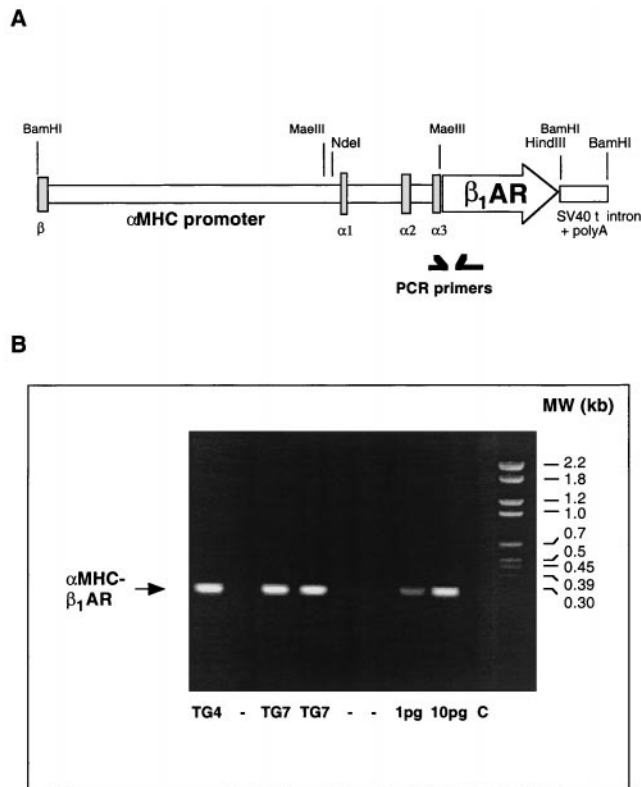 A
BamHI
MaeIII
NdeI
MaeIII
BamHI
HindIII
BamHI
β₁AR
αMHC promoter
SV40 t intron
+ polyA
β
α1
α2
α3
PCR primers
B
MW (kb)
2.2
1.8
1.2
1.0
0.7
0.5
0.45
0.39
0.30
αMHC-
β₁AR
TG4 - TG7 TG7 - - 1pg 10pg C